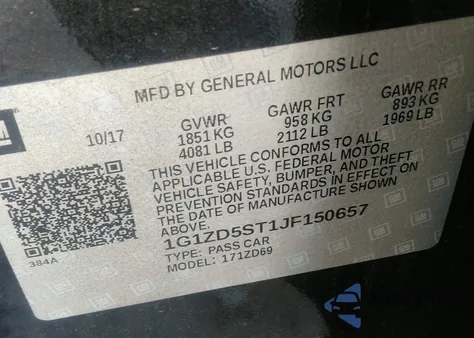 MFD BY GENERAL MOTORS LLC
10/17 GVWR GAWR FRT GAWR RR
1851 KG 958 KG 893 KG
4081 LB 2112 LB 1969 LB
THIS VEHICLE CONFORMS TO ALL
APPLICABLE U.S. FEDERAL MOTOR
VEHICLE SAFETY, BUMPER, AND THEFT
PREVENTION STANDARDS IN EFFECT ON
THE DATE OF MANUFACTURE SHOWN
ABOVE.
1G1ZD5ST1JF150657
TYPE: PASS CAR
MODEL: 171ZD69
384A
GM